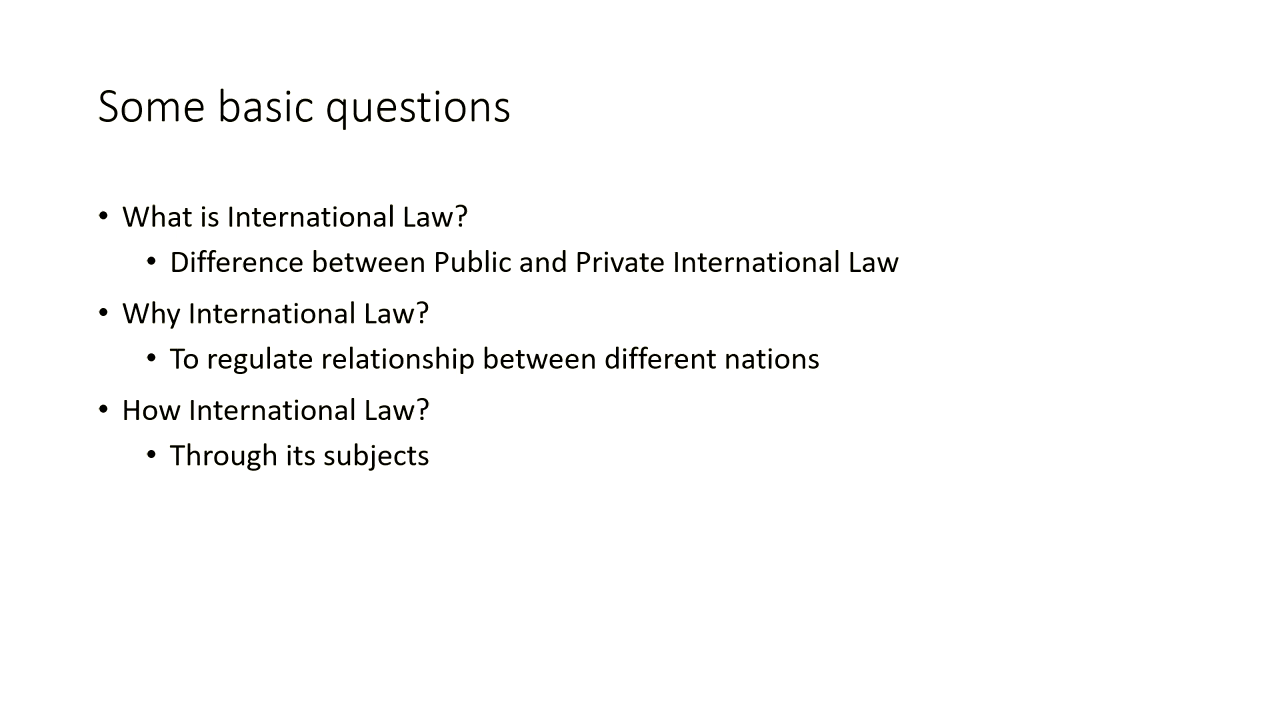 Some basic questions
• What is International Law?
• Difference between Public and Private International Law
• Why International Law?
• To regulate relationship between different nations
• How International Law?
• Through its subjects